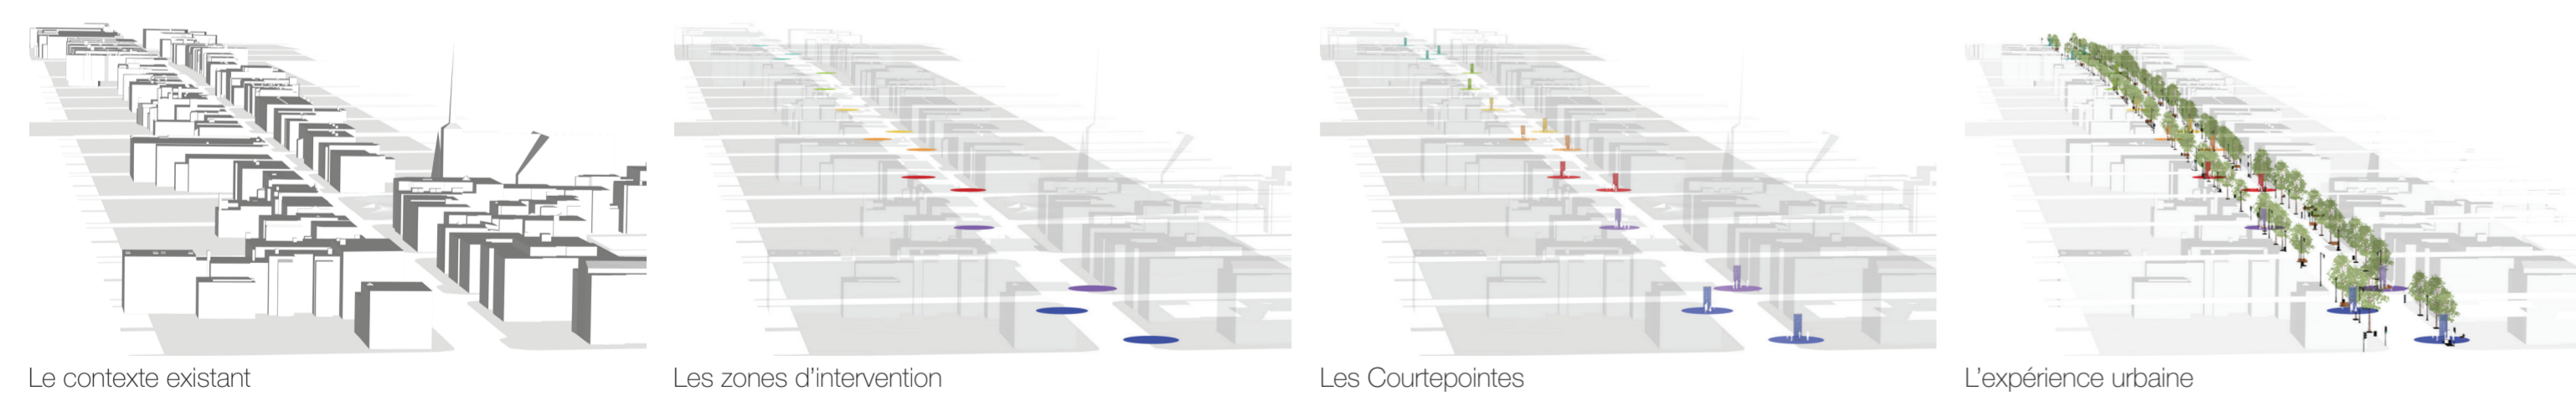 Le contexte existant
Les zones d'intervention
Les Courtepointes
L'expérience urbaine